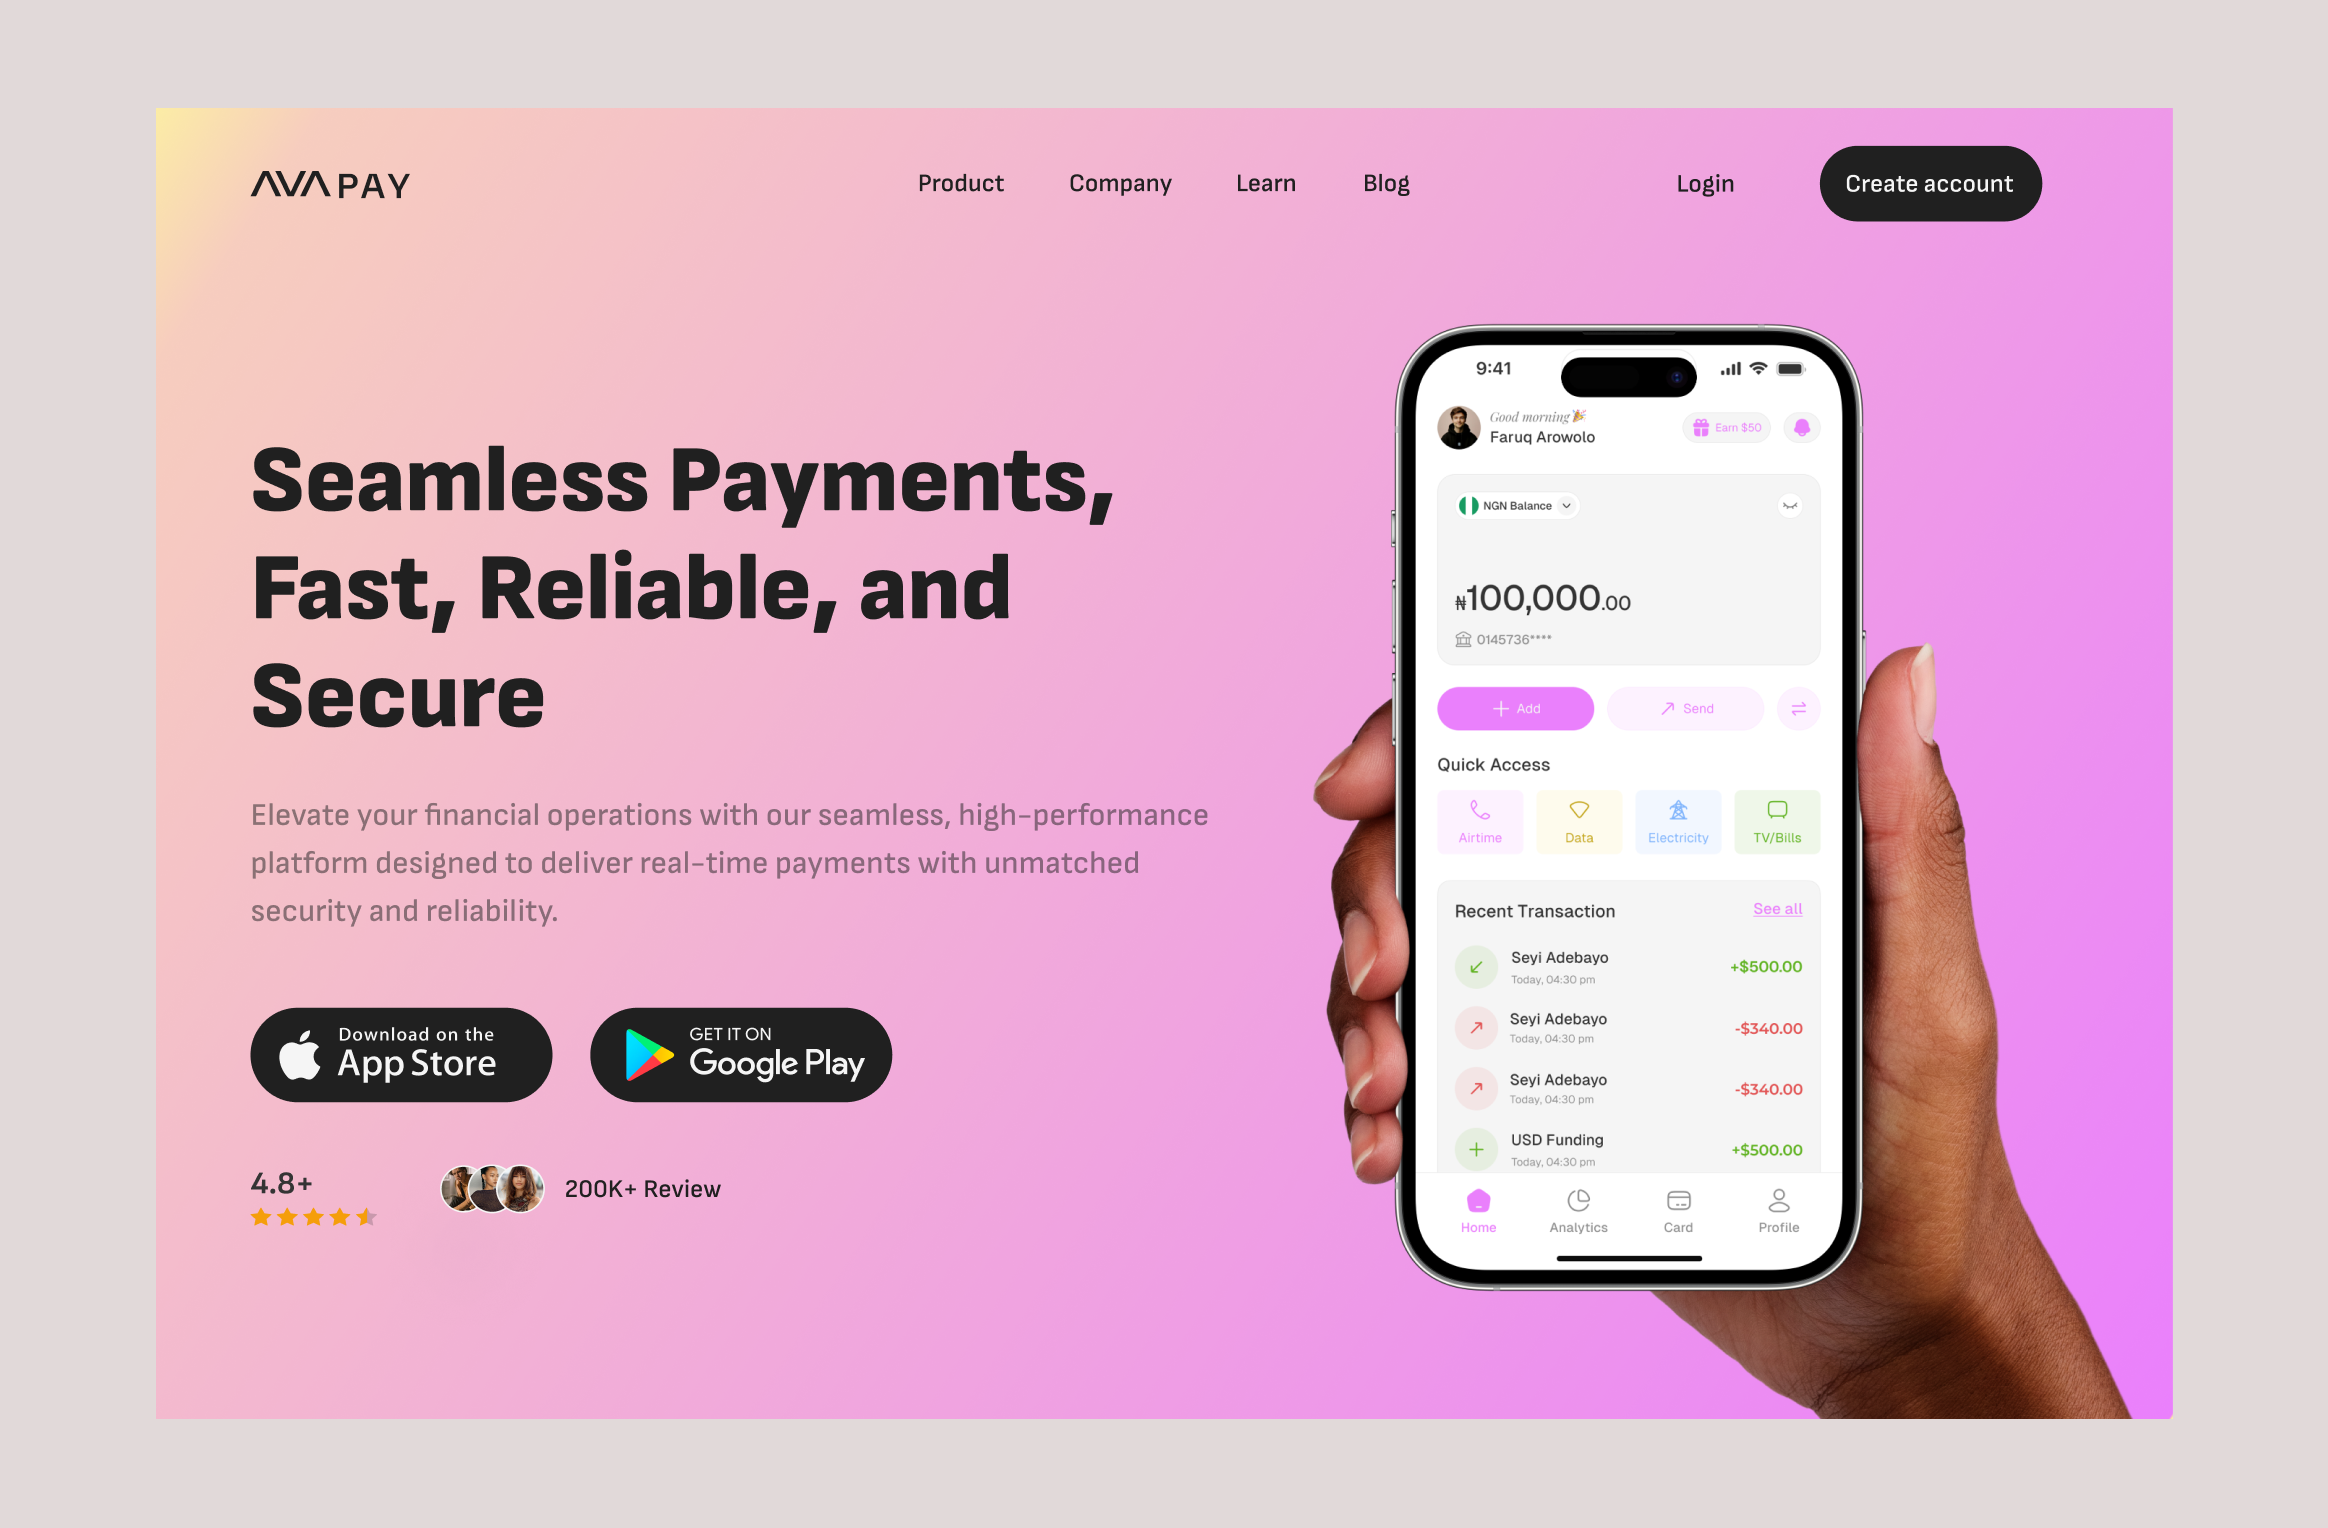 AVA PAY
Product
Company
Learn
Blog
Login
Create account
Seamless Payments,
Fast, Reliable, and
Secure
Elevate your financial operations with our seamless, high-performance
platform designed to deliver real-time payments with unmatched
security and reliability.
Download on the
App Store
GET IT ON
Google Play
4.8+
200K+ Review
9:41
Good morning🎉
Faruq Arowolo
Earn $50
NGN Balance
₦100,000.00
0145736****
Add
Send
Quick Access
Airtime
Data
Electricity
TV/Bills
Recent Transaction
See all
Seyi Adebayo
Today, 04:30 pm
+$500.00
Seyi Adebayo
Today, 04:30 pm
-$340.00
Seyi Adebayo
Today, 04:30 pm
-$340.00
USD Funding
Today, 04:30 pm
+$500.00
Home
Analytics
Card
Profile